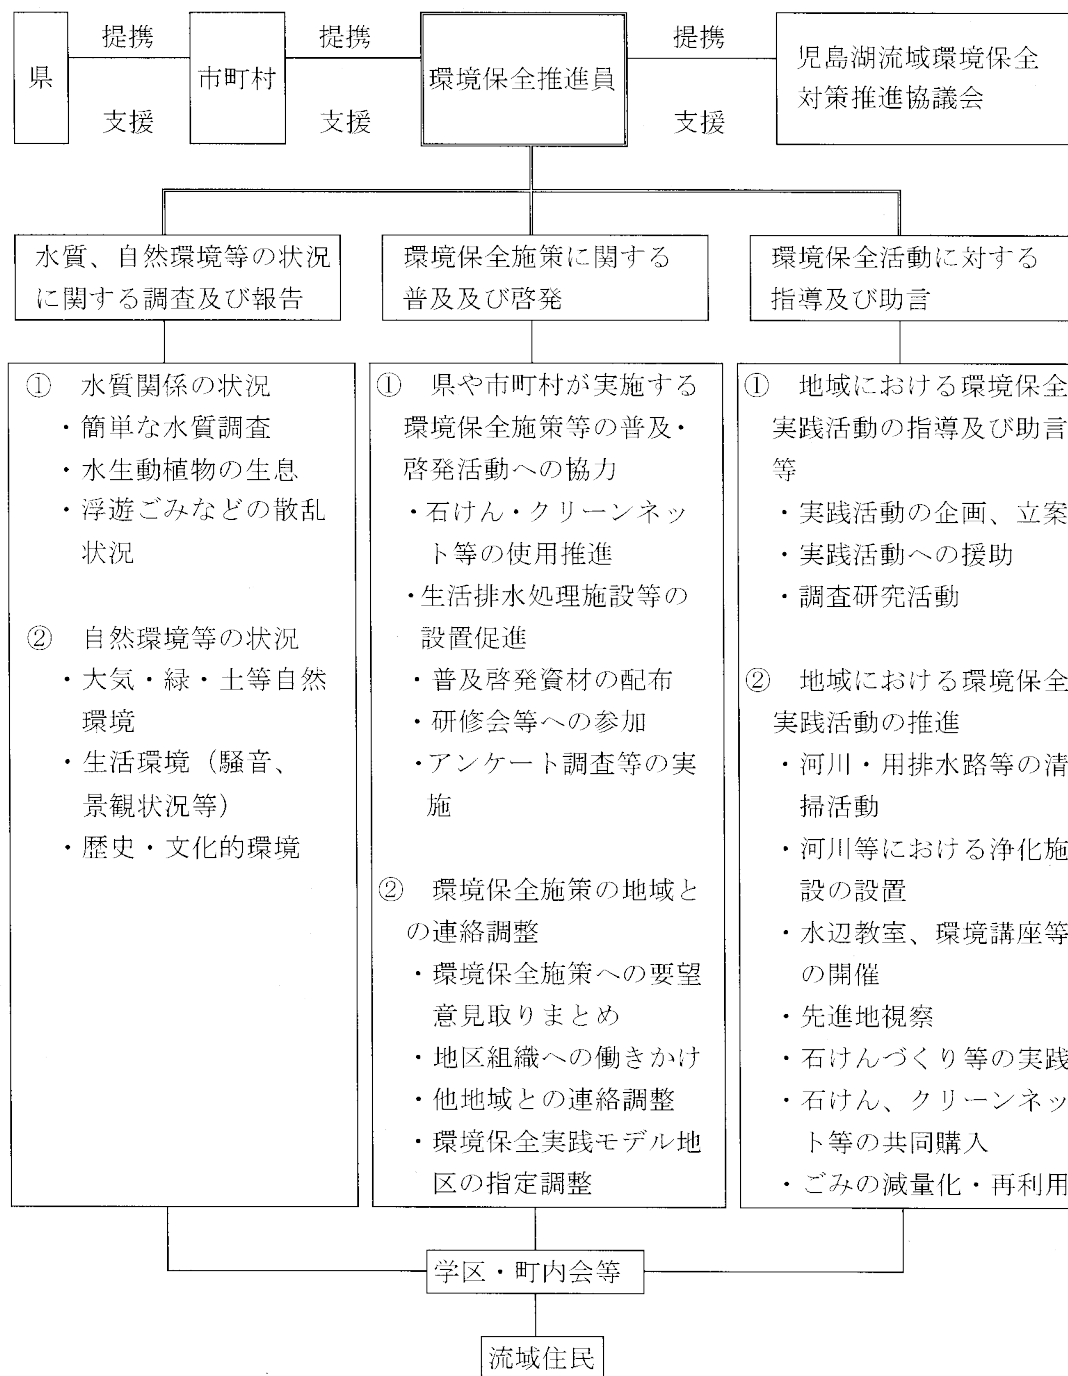 県
提携
支援
市町村
提携
支援
環境保全推進員
提携
支援
児島湖流域環境保全
対策推進協議会
水質、自然環境等の状況
に関する調査及び報告
環境保全施策に関する
普及及び啓発
環境保全活動に対する
指導及び助言
① 水質関係の状況
・簡単な水質調査
・水生動植物の生息
・浮遊ごみなどの散乱
状況
② 自然環境等の状況
・大気・緑・土等自然
環境
・生活環境(騒音、
景観状況等)
・歴史・文化的環境
① 県や市町村が実施する
環境保全施策等の普及・
啓発活動への協力
・石けん・クリーンネッ
ト等の使用推進
・生活排水処理施設等の
設置促進
・普及啓発資材の配布
・研修会等への参加
・アンケート調査等の実
施
② 環境保全施策の地域と
の連絡調整
・環境保全施策への要望
意見取りまとめ
・地区組織への働きかけ
・他地域との連絡調整
・環境保全実践モデル地
区の指定調整
① 地域における環境保全
実践活動の指導及び助言
等
・実践活動の企画、立案
・実践活動への援助
・調査研究活動
② 地域における環境保全
実践活動の推進
・河川・用排水路等の清
掃活動
・河川等における浄化施
設の設置
・水辺教室、環境講座等
の開催
・先進地視察
・石けんづくり等の実践
・石けん、クリーンネッ
ト等の共同購入
・ごみの減量化・再利用
学区・町内会等
流域住民